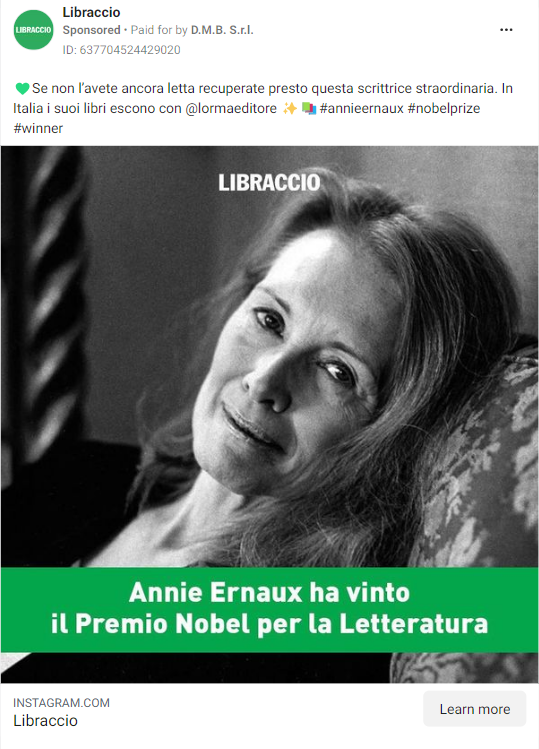 LIBRACCIO
Libraccio
Sponsored • Paid for by D.M.B. S.r.l.
ID: 637704524429020
💚Se non l'avete ancora letta recuperate presto questa scrittrice straordinaria. In
Italia i suoi libri escono con @lormaeditore ✨ 📚 #annieernaux #nobelprize
#winner
LIBRACCIO
Annie Ernaux ha vinto
il Premio Nobel per la Letteratura
INSTAGRAM.COM
Libraccio
Learn more